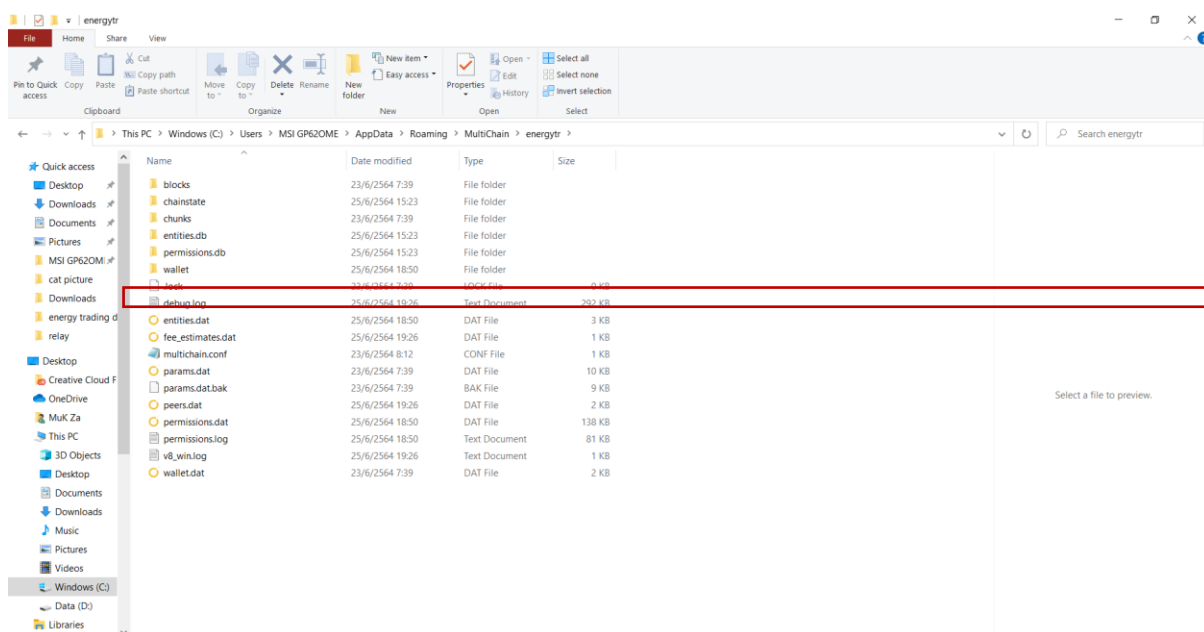 energytr
File Home Share View
Pin to Quick access
Copy
Paste
Cut
Copy path
Paste shortcut
Clipboard
Move to
Copy to
Delete
Rename
Organize
New folder
New item
Easy access
New
Properties
Open
Edit
History
Open
Select all
Select none
Invert selection
Select
This PC > Windows (C:) > Users > MSI GP62OME > AppData > Roaming > MultiChain > energytr >
Search energytr
Quick access
Desktop
Downloads
Documents
Pictures
MSI GP62OM
cat picture
Downloads
energy trading d
relay
Desktop
Creative Cloud F
OneDrive
MuK Za
This PC
3D Objects
Desktop
Documents
Downloads
Music
Pictures
Videos
Windows (C:)
Data (D:)
Libraries
Name Date modified Type Size
blocks 23/6/2564 7:39 File folder
chainstate 25/6/2564 15:23 File folder
chunks 23/6/2564 7:39 File folder
entities.db 25/6/2564 15:23 File folder
permissions.db 25/6/2564 15:23 File folder
wallet 25/6/2564 18:50 File folder
.lock 23/6/2564 7:39 LOCK File 0 KB
debug.log 25/6/2564 19:26 Text Document 292 KB
entities.dat 25/6/2564 18:50 DAT File 3 KB
fee_estimates.dat 25/6/2564 19:26 DAT File 1 KB
multichain.conf 23/6/2564 8:12 CONF File 1 KB
params.dat 23/6/2564 7:39 DAT File 10 KB
params.dat.bak 23/6/2564 7:39 BAK File 9 KB
peers.dat 25/6/2564 19:26 DAT File 2 KB
permissions.dat 25/6/2564 18:50 DAT File 138 KB
permissions.log 25/6/2564 18:50 Text Document 81 KB
v8_win.log 25/6/2564 19:26 Text Document 1 KB
wallet.dat 23/6/2564 7:39 DAT File 2 KB
Select a file to preview.